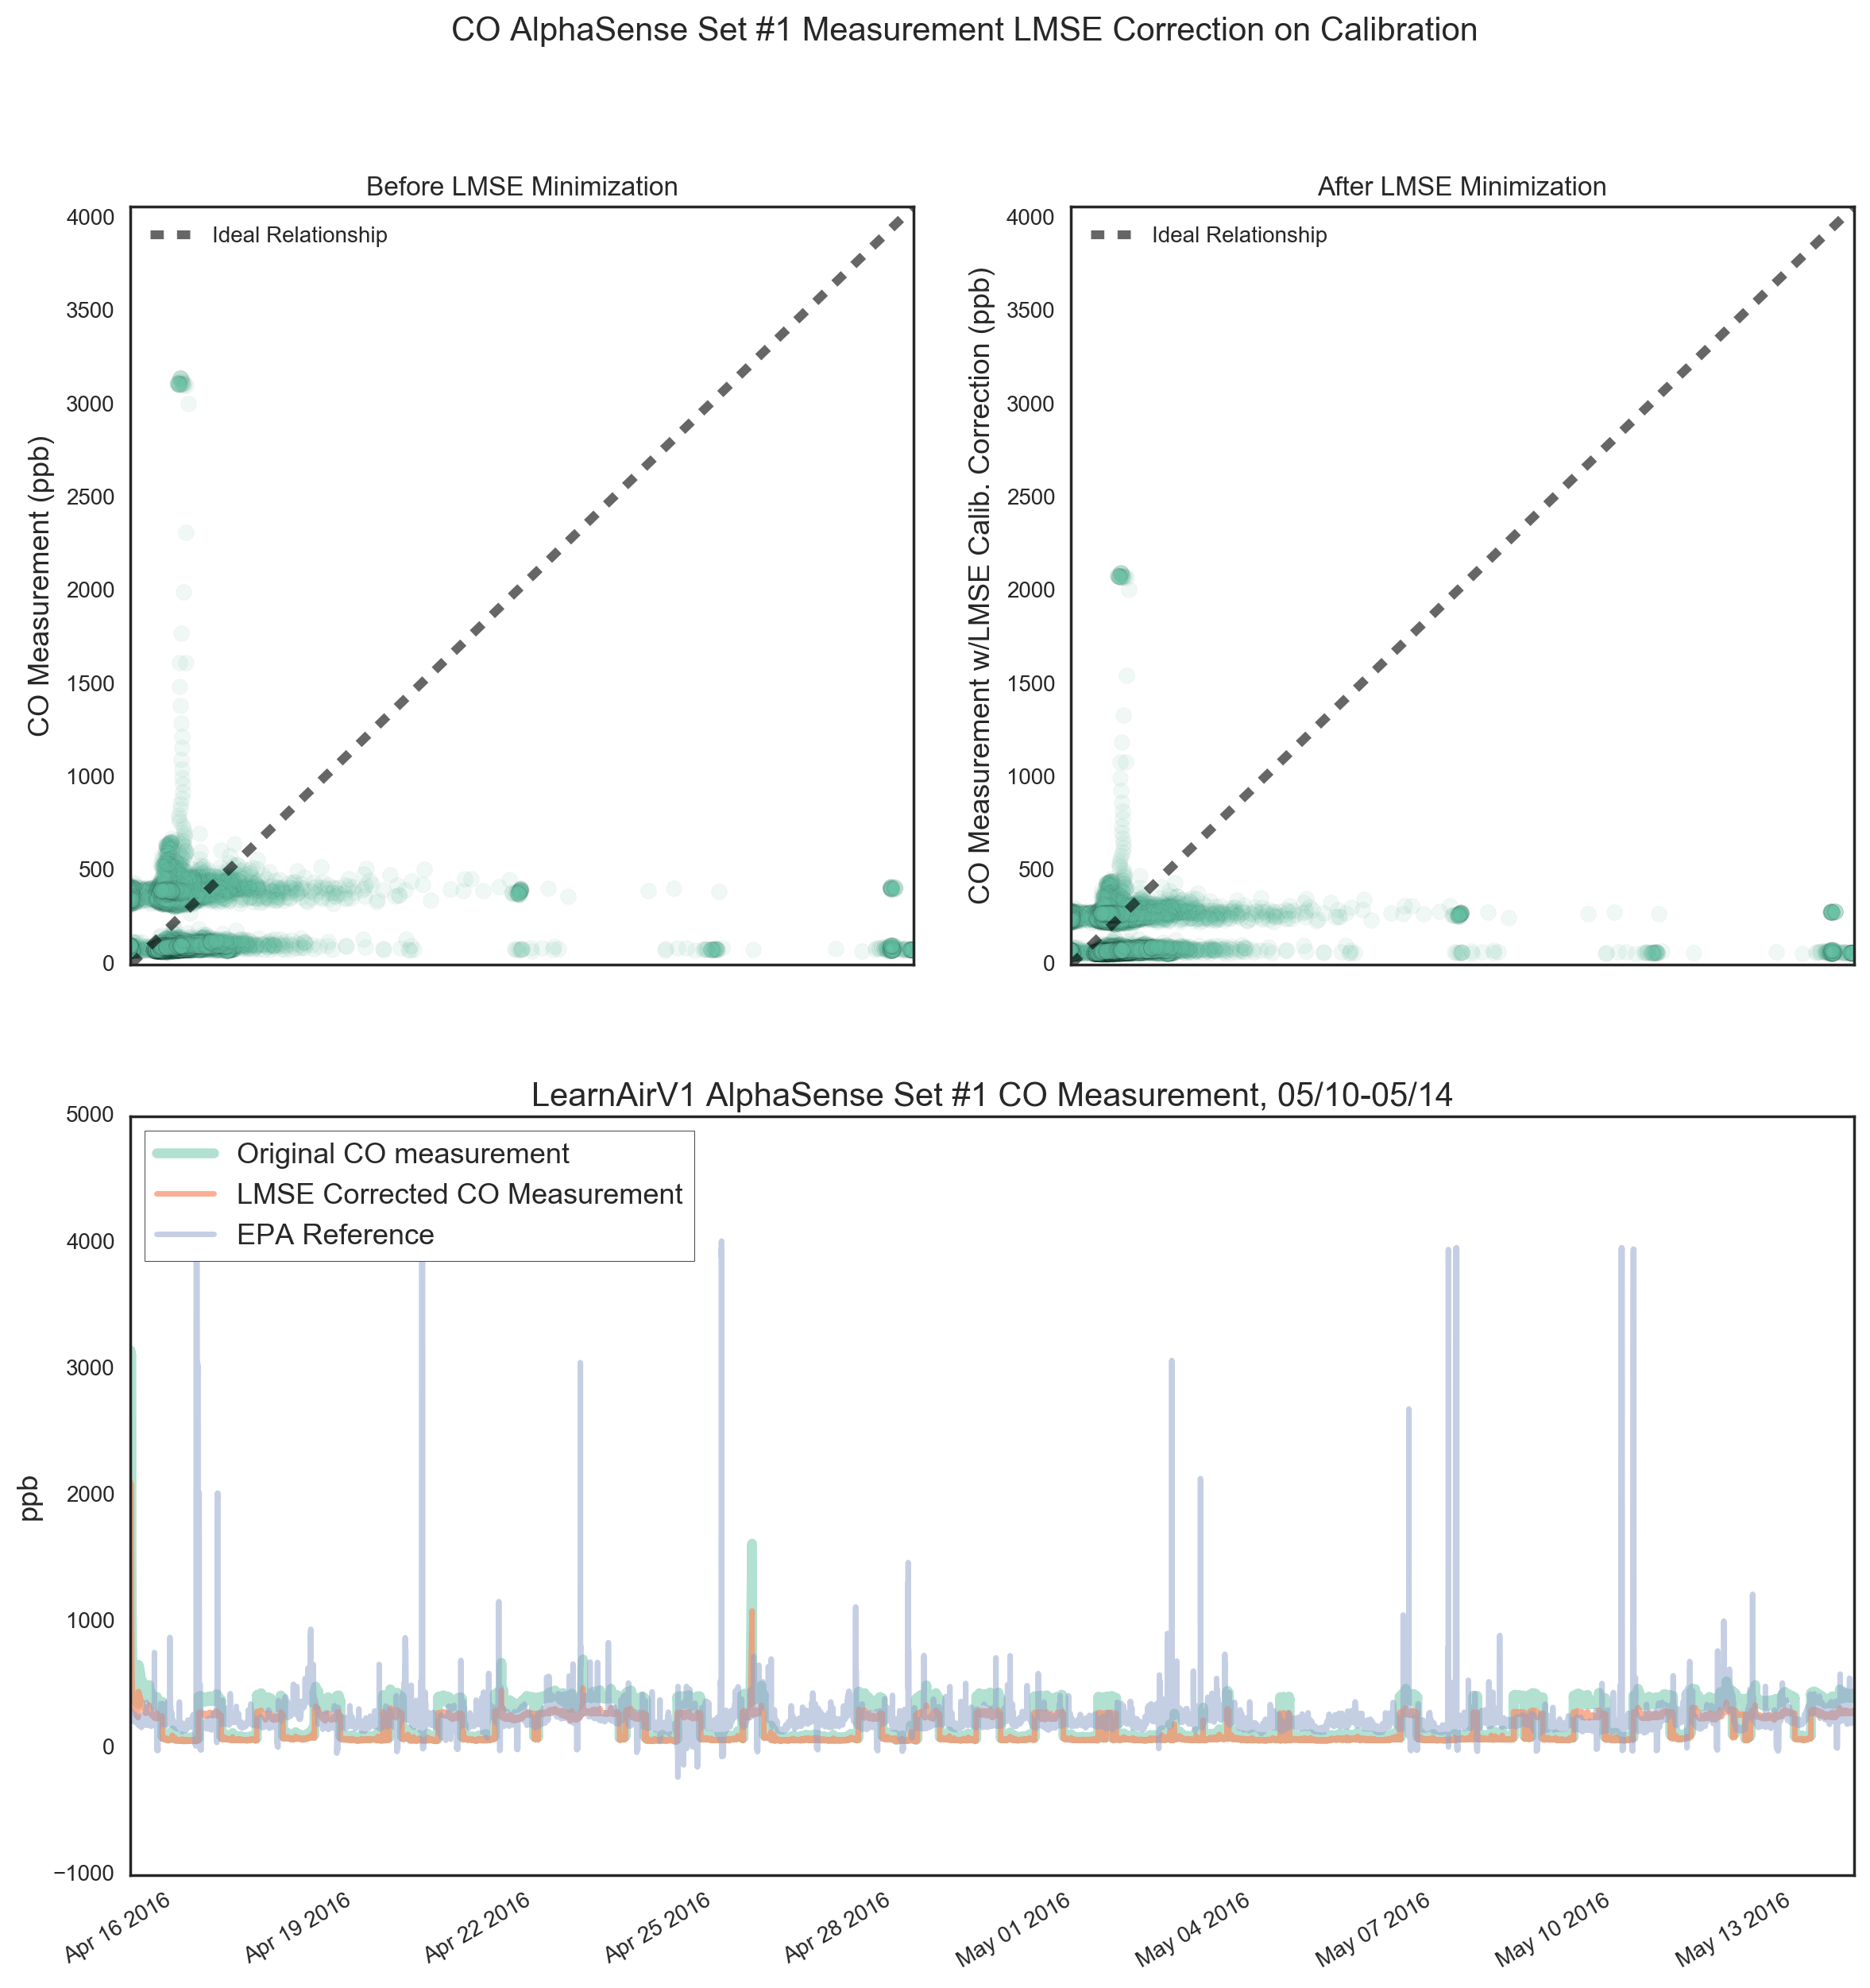 CO AlphaSense Set #1 Measurement LMSE Correction on Calibration
Before LMSE Minimization
Ideal Relationship
CO Measurement (ppb)
4000
3500
3000
2500
2000
1500
1000
500
0
After LMSE Minimization
Ideal Relationship
CO Measurement w/LMSE Calib. Correction (ppb)
4000
3500
3000
2500
2000
1500
1000
500
0
LearnAirV1 AlphaSense Set #1 CO Measurement, 05/10-05/14
Original CO measurement
LMSE Corrected CO Measurement
EPA Reference
ppb
5000
4000
3000
2000
1000
0
−1000
Apr 16 2016
Apr 19 2016
Apr 22 2016
Apr 25 2016
Apr 28 2016
May 01 2016
May 04 2016
May 07 2016
May 10 2016
May 13 2016